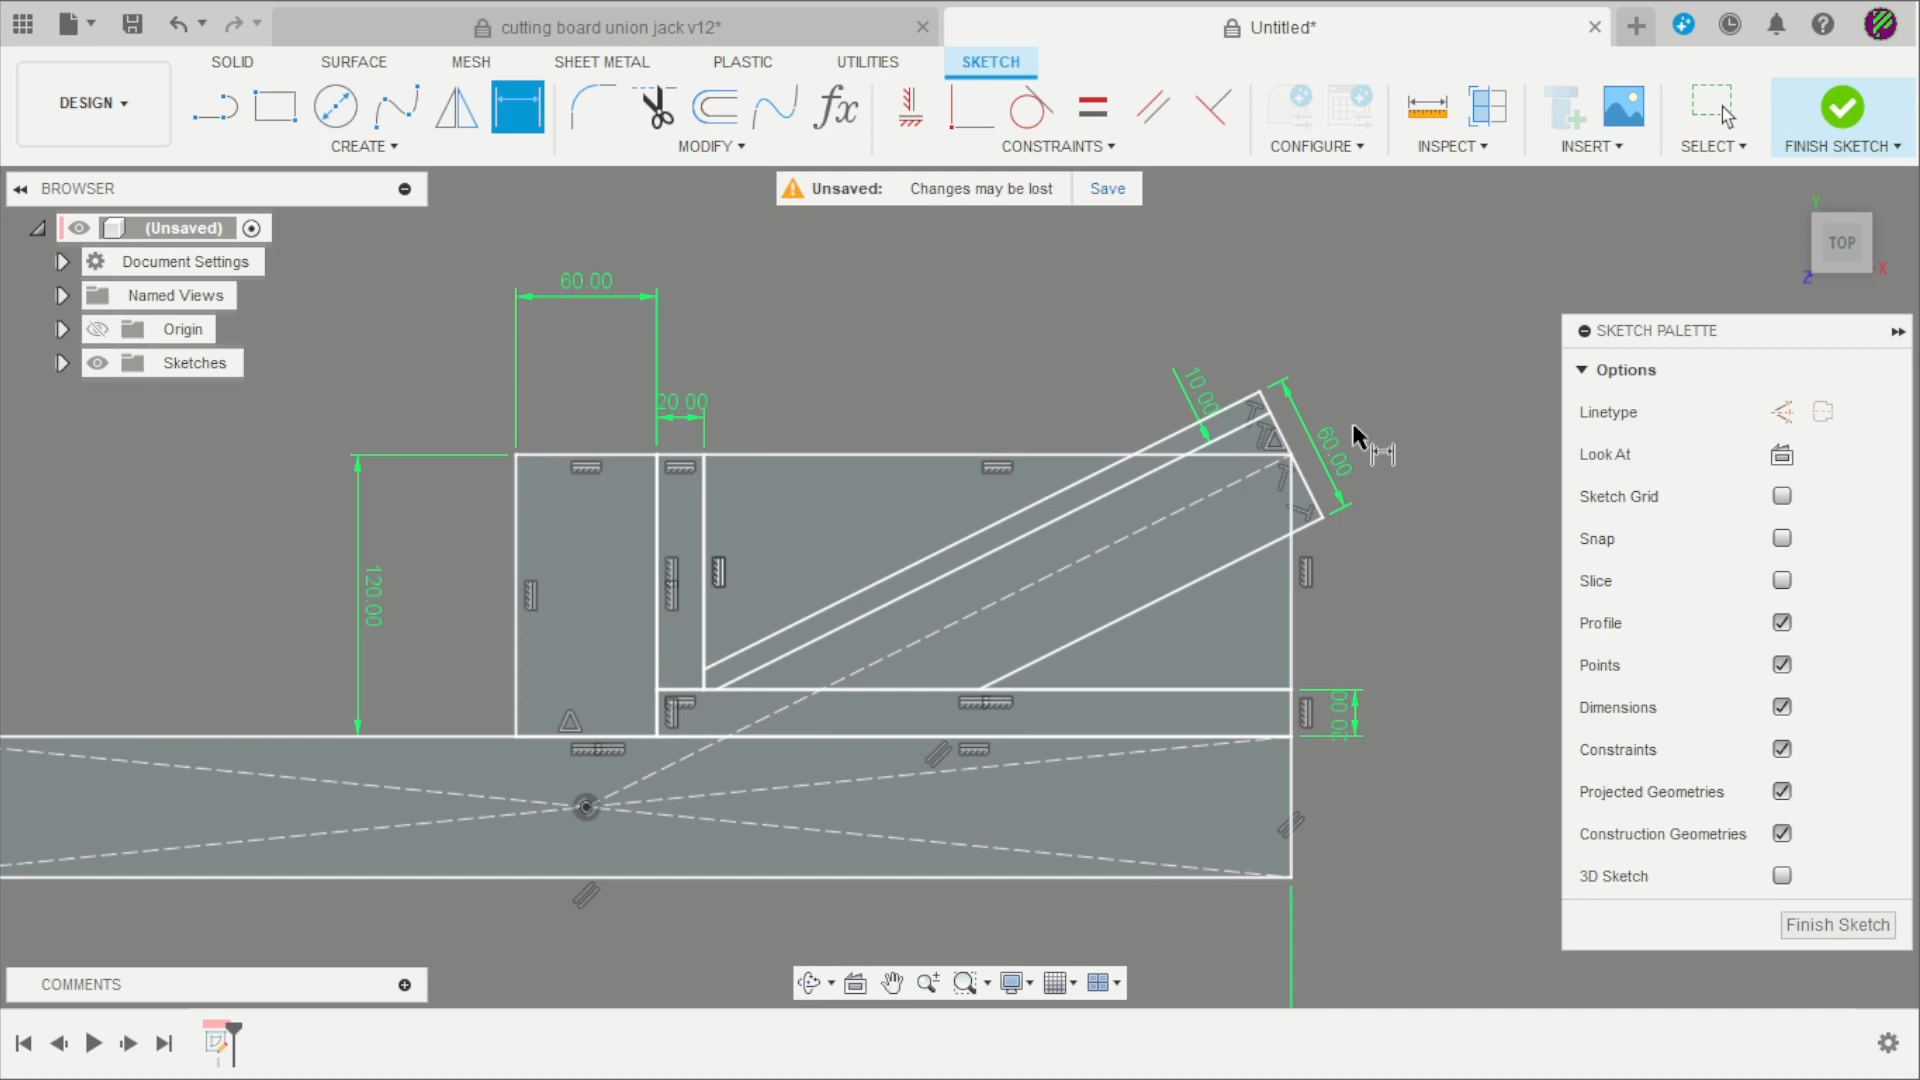 cutting board union jack v12*
Untitled*
SOLID SURFACE MESH SHEET METAL PLASTIC UTILITIES SKETCH
DESIGN
fx
CREATE MODIFY CONSTRAINTS CONFIGURE INSPECT INSERT SELECT FINISH SKETCH
BROWSER
Unsaved: Changes may be lost Save
(Unsaved)
Document Settings
Named Views
Origin
Sketches
Y
TOP
Z
X
60.00
20.00
10.00
60.00
120.00
20.00
SKETCH PALETTE
Options
Linetype
Look At
Sketch Grid
Snap
Slice
Profile
Points
Dimensions
Constraints
Projected Geometries
Construction Geometries
3D Sketch
Finish Sketch
COMMENTS